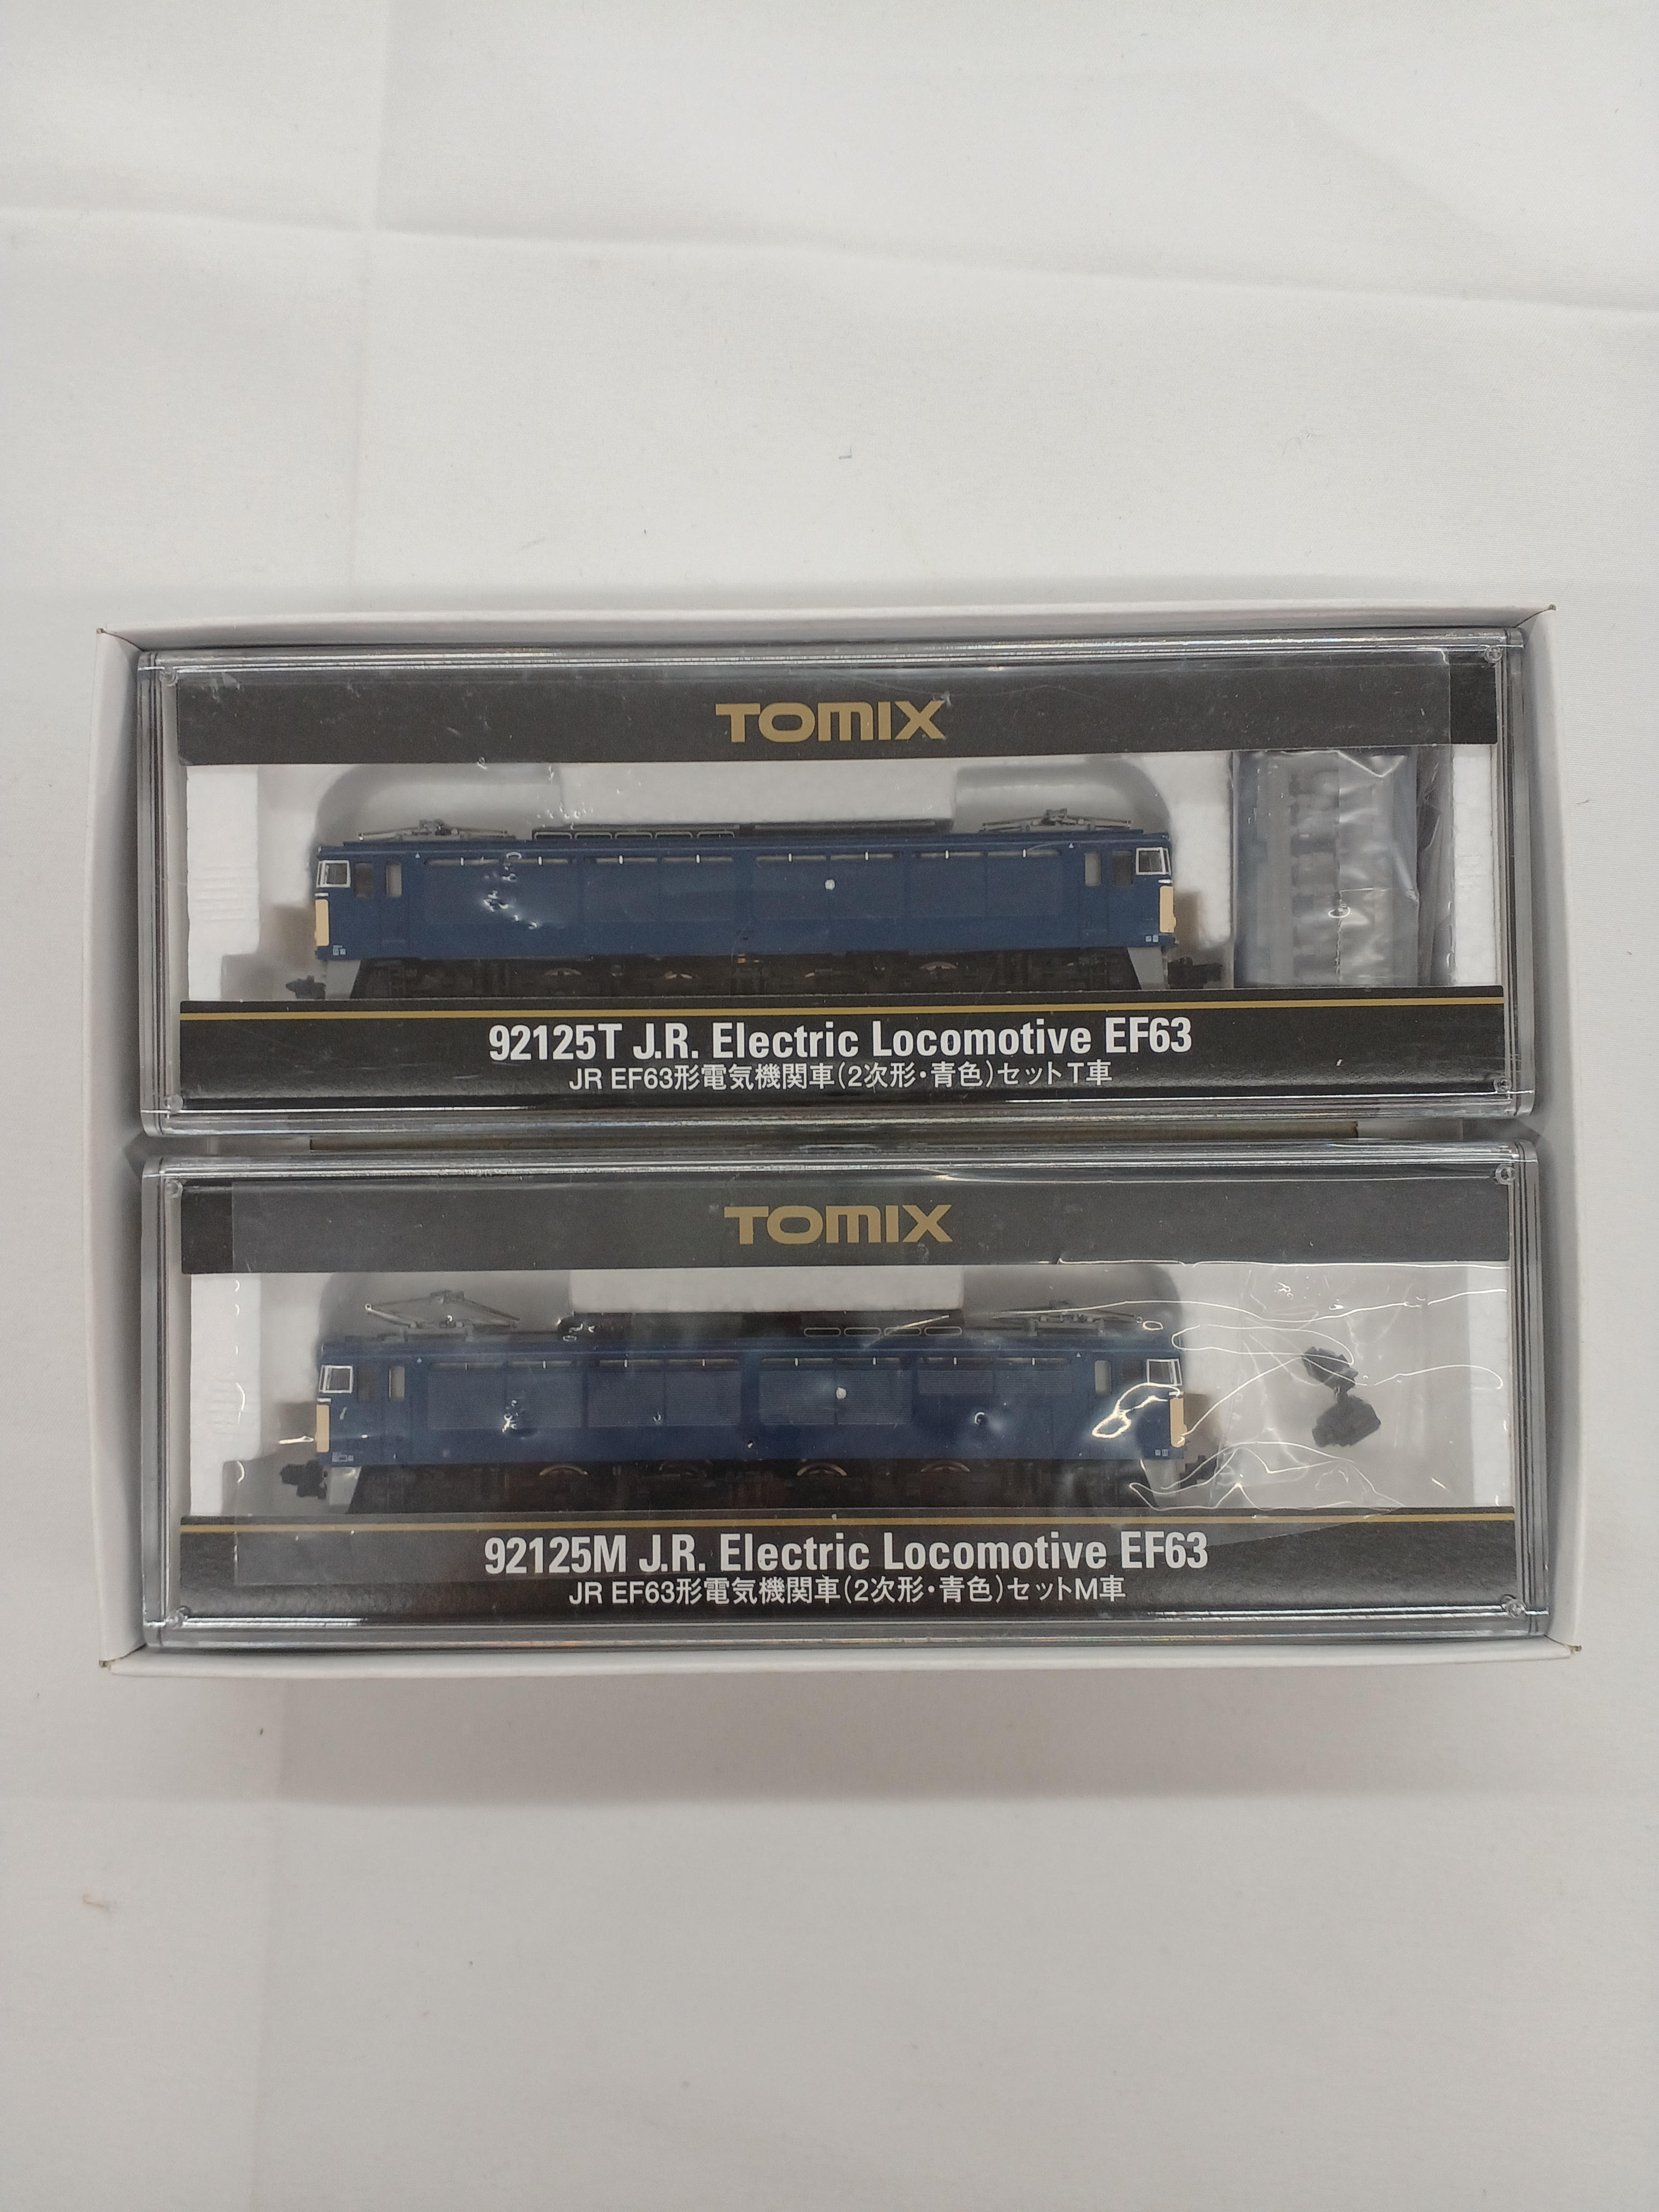 TOMIX
92125T J.R. Electric Locomotive EF63
JR EF63形電気機関車(2次形・青色)セットT車
TOMIX
92125M J.R. Electric Locomotive EF63
JR EF63形電気機関車(2次形・青色)セットM車